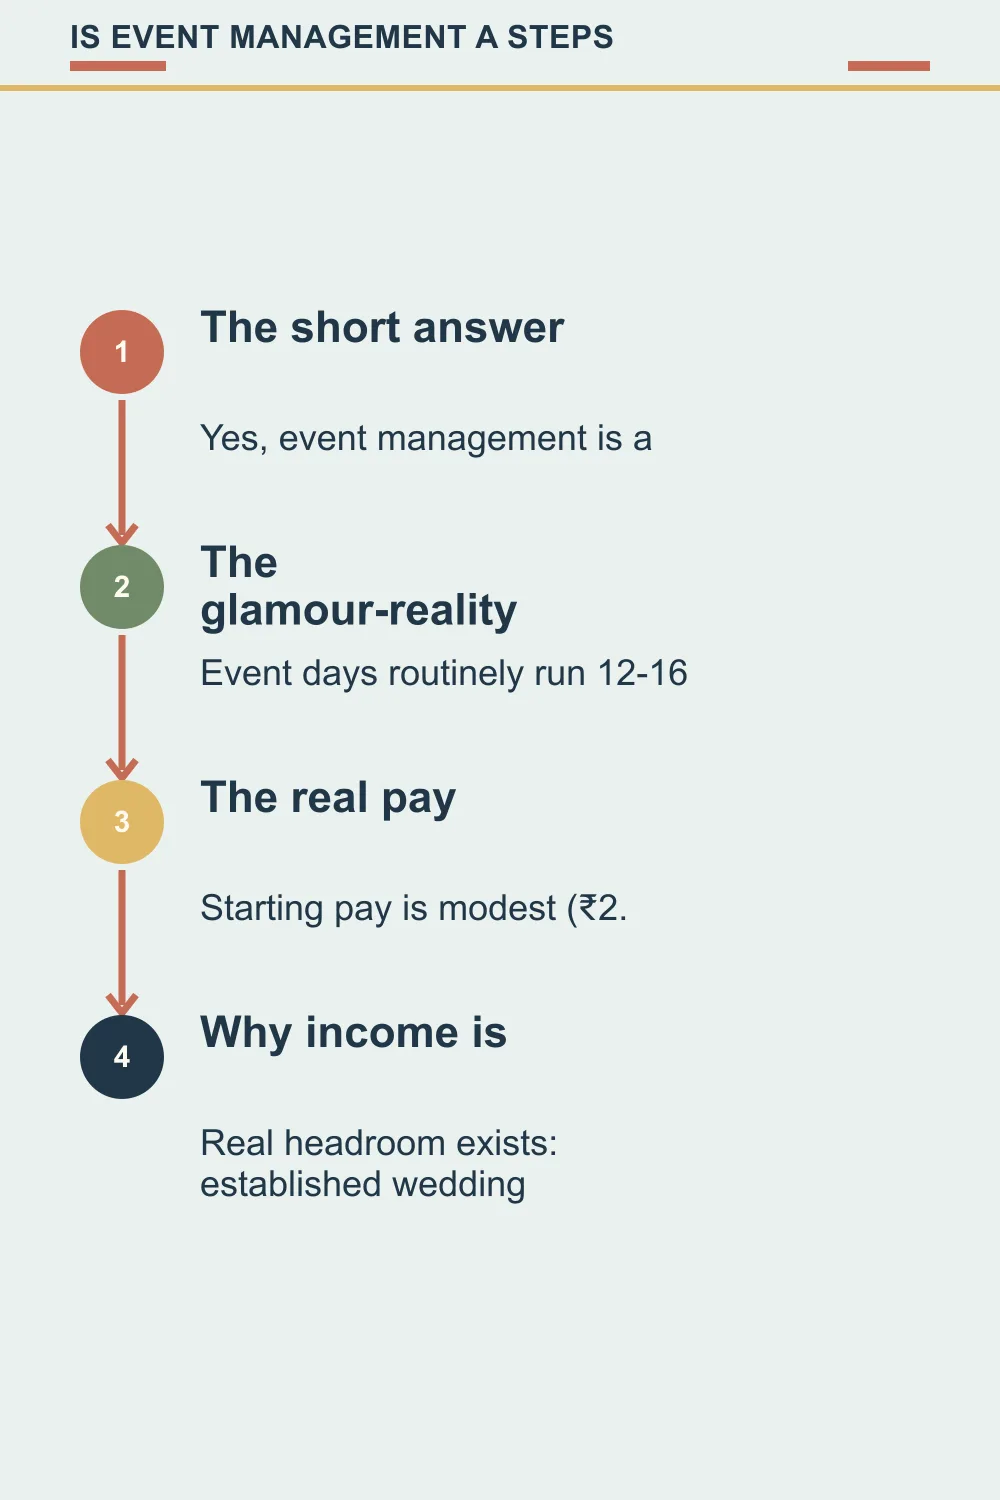 IS EVENT MANAGEMENT A STEPS
1
The short answer
Yes, event management is a
2
The
glamour-reality
Event days routinely run 12-16
3
The real pay
Starting pay is modest (₹2.
4
Why income is
Real headroom exists:
established wedding